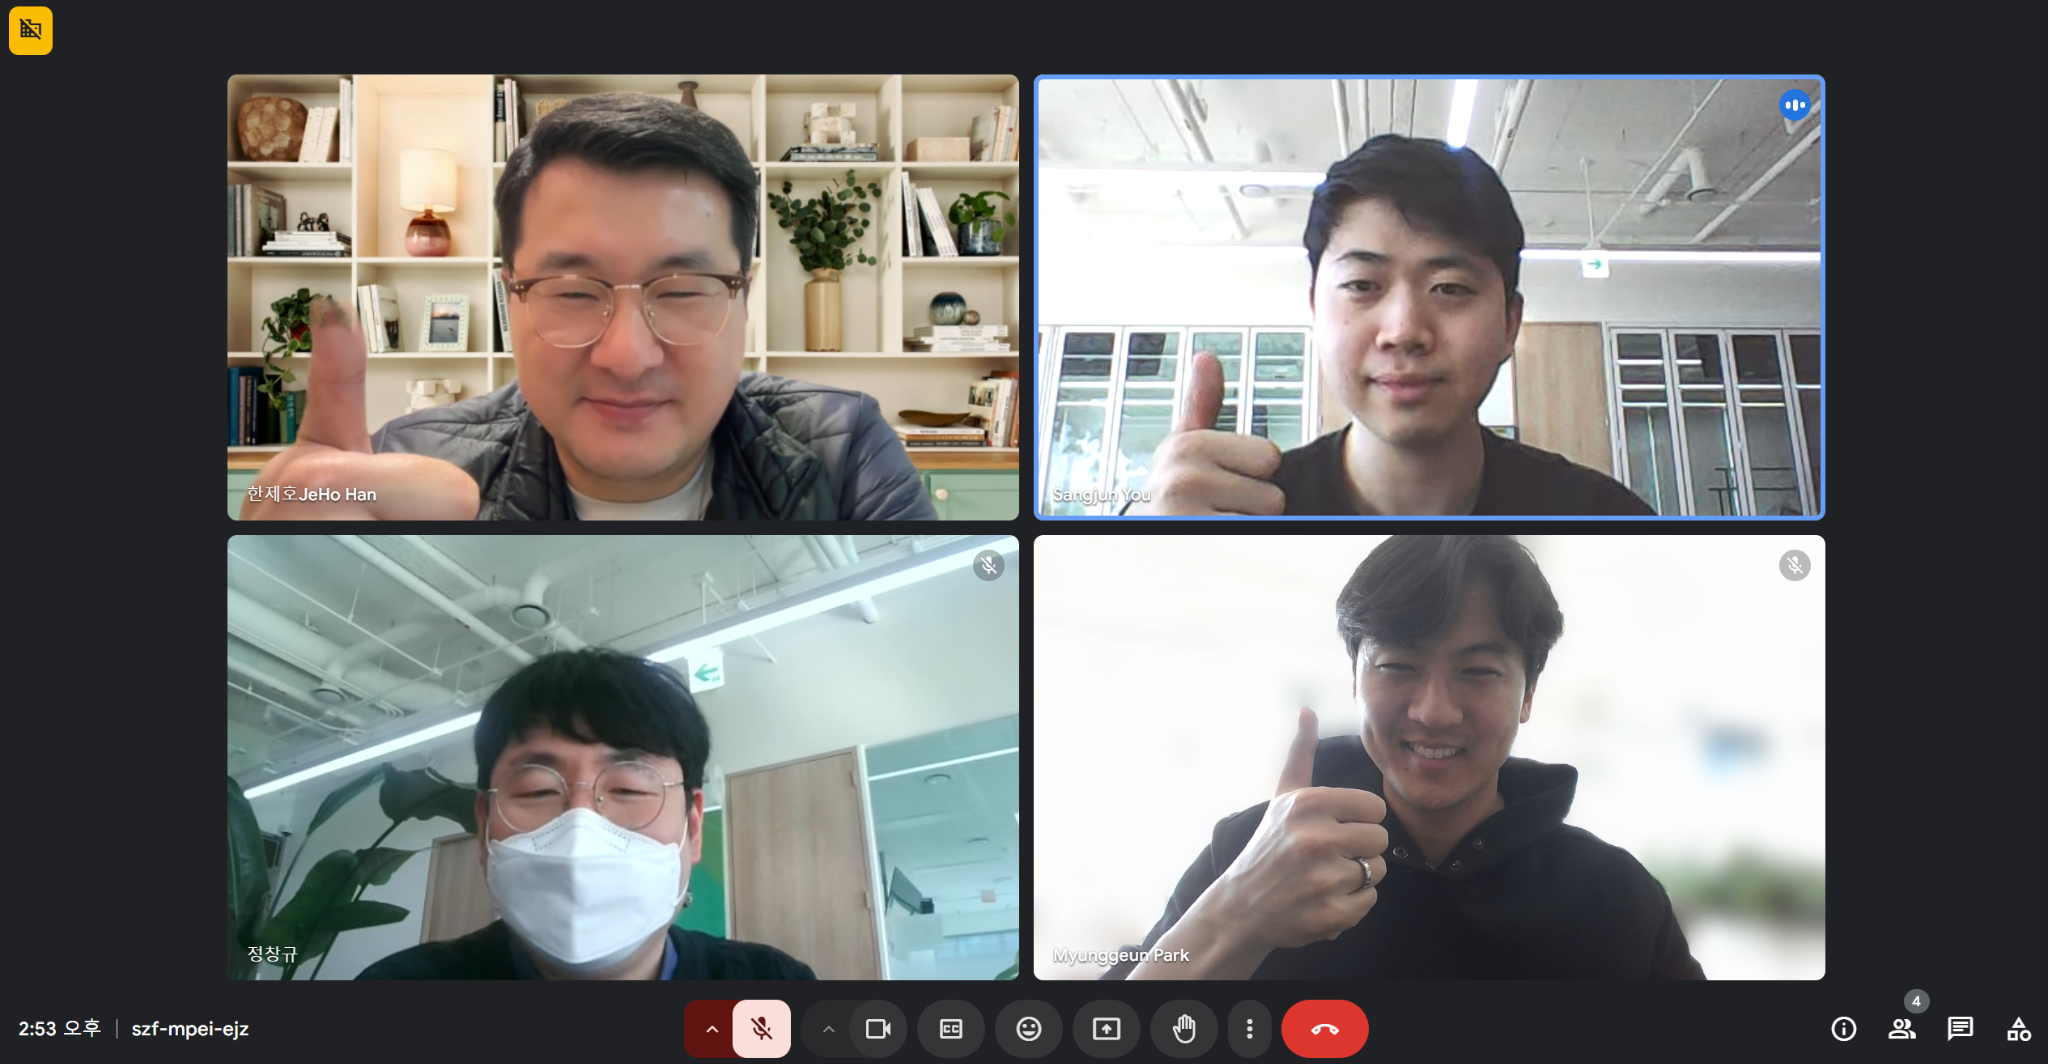 한제호JeHo Han
Sangjun You
정창규
Myunggeun Park
2:53 오후 | szf-mpei-ejz
4